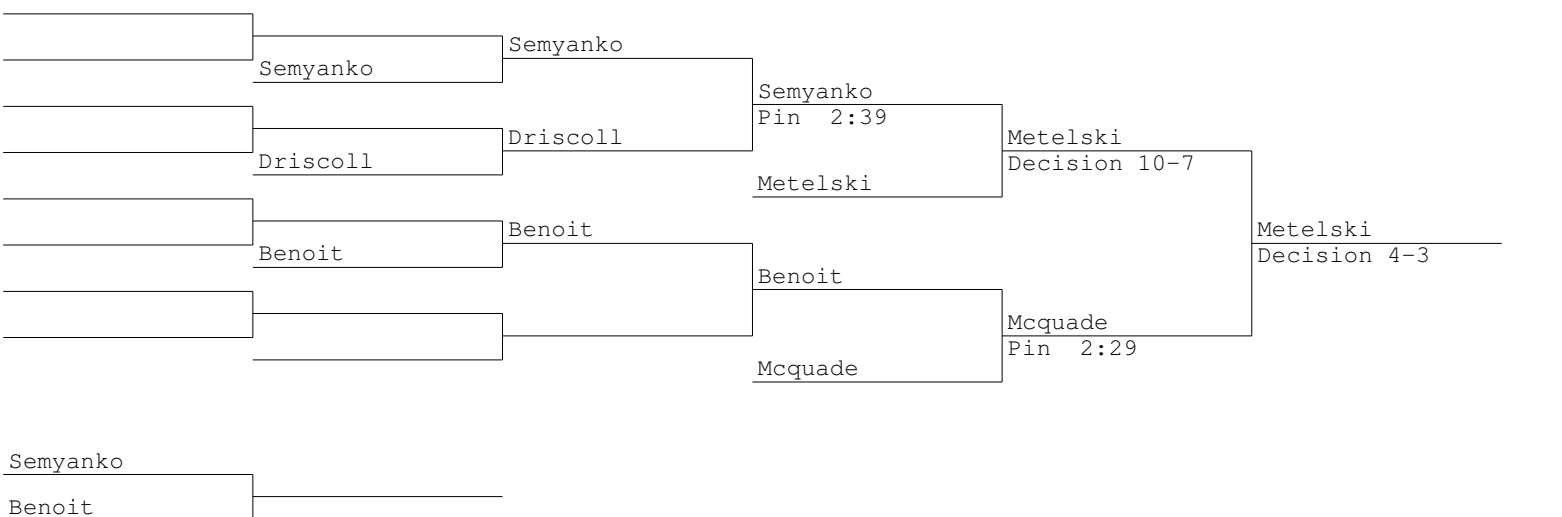 Semyanko
Semyanko
Semyanko
Pin  2:39
Driscoll
Metelski
Decision 10-7
Driscoll
Metelski
Benoit
Metelski
Benoit
Decision 4-3
Benoit
Mcquade
Pin  2:29
Mcquade
Semyanko
Benoit